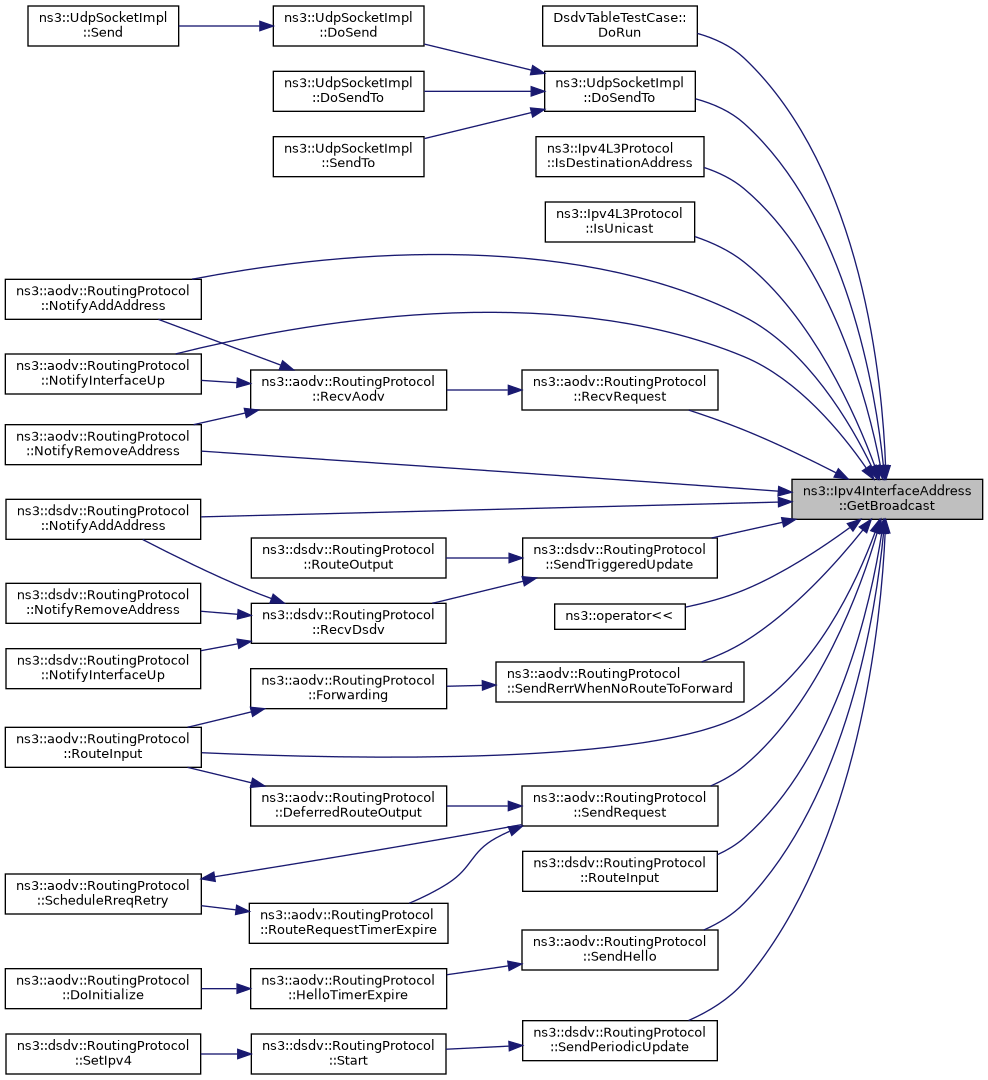 ns3::UdpSocketImpl
::Send
ns3::UdpSocketImpl
::DoSend
DsdvTableTestCase::
DoRun
ns3::UdpSocketImpl
::DoSendTo
ns3::UdpSocketImpl
::DoSendTo
ns3::UdpSocketImpl
::SendTo
ns3::Ipv4L3Protocol
::IsDestinationAddress
ns3::Ipv4L3Protocol
::IsUnicast
ns3::aodv::RoutingProtocol
::NotifyAddAddress
ns3::aodv::RoutingProtocol
::NotifyInterfaceUp
ns3::aodv::RoutingProtocol
::RecvAodv
ns3::aodv::RoutingProtocol
::RecvRequest
ns3::aodv::RoutingProtocol
::NotifyRemoveAddress
ns3::Ipv4InterfaceAddress
::GetBroadcast
ns3::dsdv::RoutingProtocol
::NotifyAddAddress
ns3::dsdv::RoutingProtocol
::RouteOutput
ns3::dsdv::RoutingProtocol
::SendTriggeredUpdate
ns3::dsdv::RoutingProtocol
::NotifyRemoveAddress
ns3::dsdv::RoutingProtocol
::RecvDsdv
ns3::operator<<
ns3::dsdv::RoutingProtocol
::NotifyInterfaceUp
ns3::aodv::RoutingProtocol
::Forwarding
ns3::aodv::RoutingProtocol
::SendRerrWhenNoRouteToForward
ns3::aodv::RoutingProtocol
::RouteInput
ns3::aodv::RoutingProtocol
::DeferredRouteOutput
ns3::aodv::RoutingProtocol
::SendRequest
ns3::dsdv::RoutingProtocol
::RouteInput
ns3::aodv::RoutingProtocol
::ScheduleRreqRetry
ns3::aodv::RoutingProtocol
::RouteRequestTimerExpire
ns3::aodv::RoutingProtocol
::SendHello
ns3::aodv::RoutingProtocol
::DoInitialize
ns3::aodv::RoutingProtocol
::HelloTimerExpire
ns3::dsdv::RoutingProtocol
::SendPeriodicUpdate
ns3::dsdv::RoutingProtocol
::SetIpv4
ns3::dsdv::RoutingProtocol
::Start